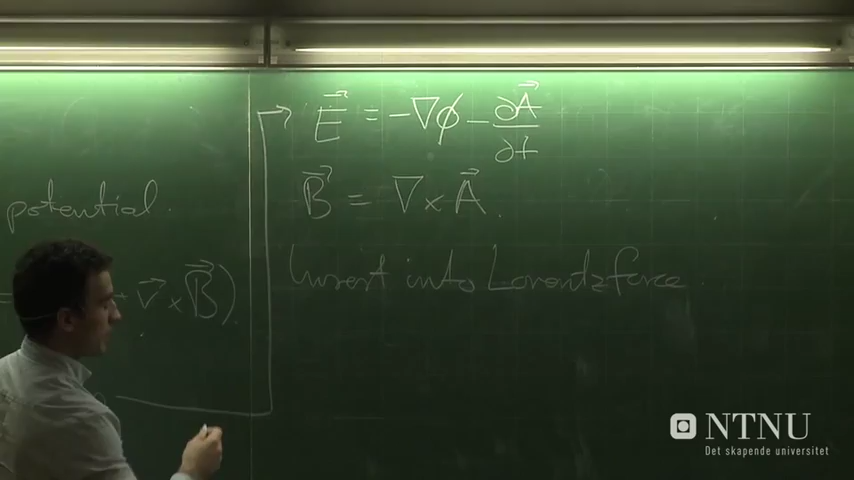 potential.
= + v⃗ × B⃗).
E⃗ = -∇ϕ - ∂A⃗/∂t
B⃗ = ∇ × A⃗.
Insert into Lorentz force.
NTNU
Det skapende universitet